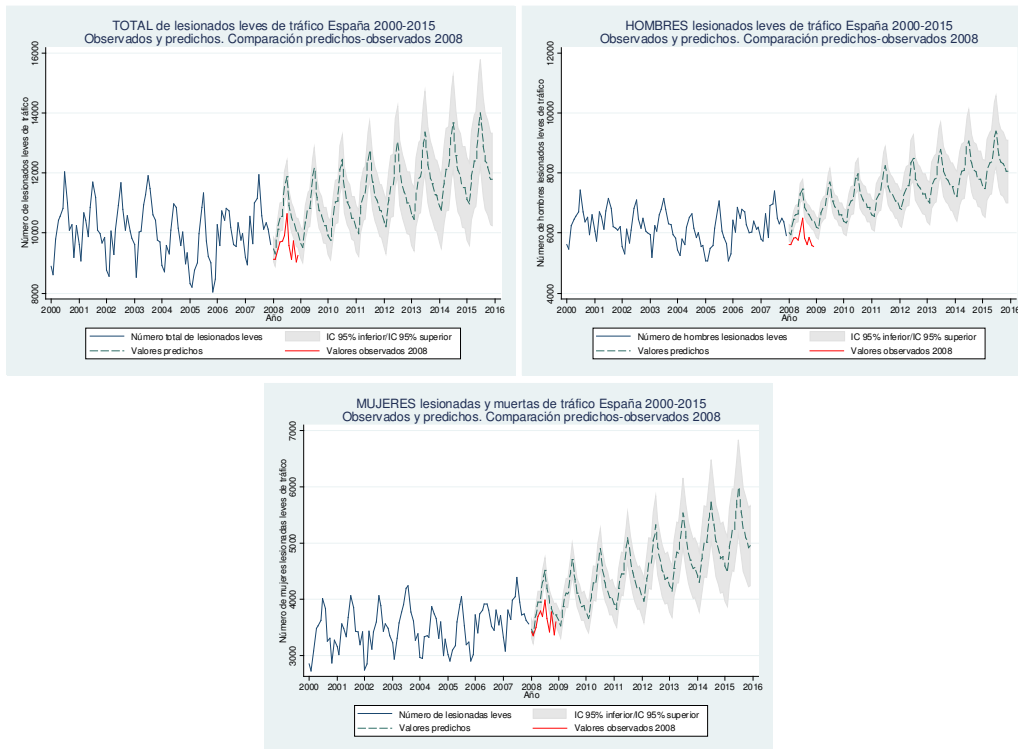 TOTAL de lesionados leves de tráfico España 2000-2015
Observados y predichos. Comparación predichos-observados 2008
Número de lesionados leves de tráfico
16000
14000
12000
10000
8000
2000 2001 2002 2003 2004 2005 2006 2007 2008 2009 2010 2011 2012 2013 2014 2015 2016
Año
Número total de lesionados leves
IC 95% inferior/IC 95% superior
Valores predichos
Valores observados 2008
HOMBRES lesionados leves de tráfico España 2000-2015
Observados y predichos. Comparación predichos-observados 2008
Número de hombres lesionados leves de tráfico
12000
10000
8000
6000
4000
2000 2001 2002 2003 2004 2005 2006 2007 2008 2009 2010 2011 2012 2013 2014 2015 2016
Año
Número de hombres lesionados leves
IC 95% inferior/IC 95% superior
Valores predichos
Valores observados 2008
MUJERES lesionadas y muertas de tráfico España 2000-2015
Observados y predichos. Comparación predichos-observados 2008
Número de mujeres lesionadas leves de tráfico
7000
6000
5000
4000
3000
2000 2001 2002 2003 2004 2005 2006 2007 2008 2009 2010 2011 2012 2013 2014 2015 2016
Año
Número de lesionadas leves
IC 95% inferior/IC 95% superior
Valores predichos
Valores observados 2008